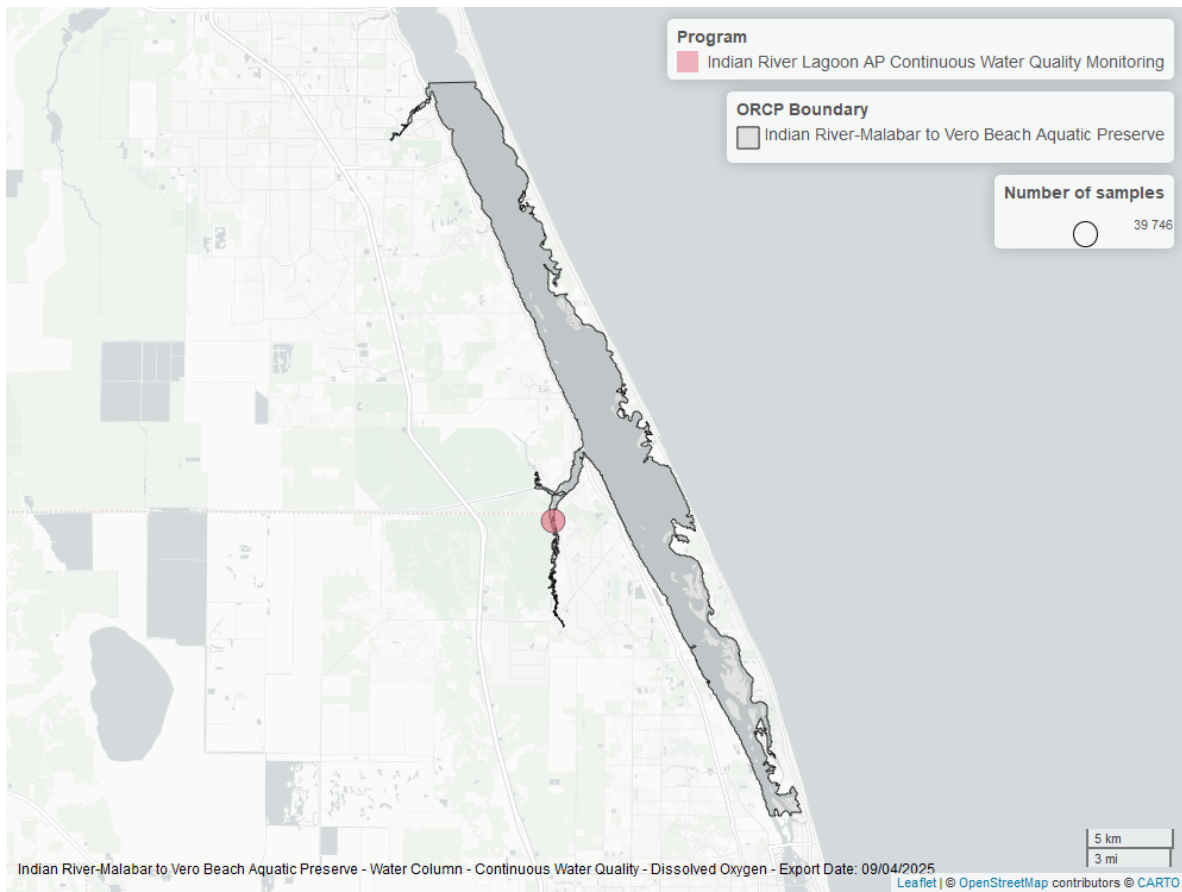 Program
Indian River Lagoon AP Continuous Water Quality Monitoring
ORCP Boundary
Indian River-Malabar to Vero Beach Aquatic Preserve
Number of samples
39 746
5 km
3 mi
Indian River-Malabar to Vero Beach Aquatic Preserve - Water Column - Continuous Water Quality - Dissolved Oxygen - Export Date: 09/04/2025
Leaflet | © OpenStreetMap contributors © CARTO